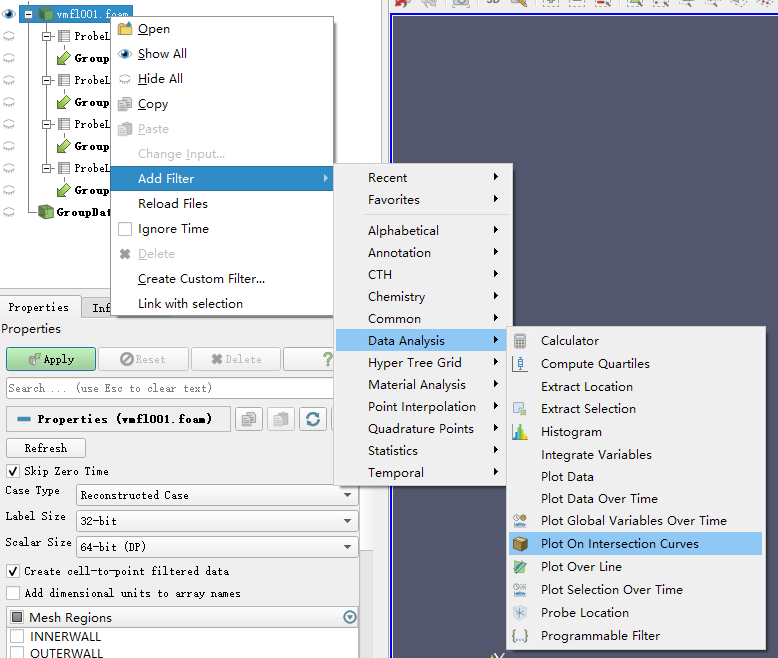 vmfl001.foam
ProbeL
Group
ProbeL
Group
ProbeL
Group
ProbeL
Group
GroupDat
Open
Show All
Hide All
Copy
Paste
Change Input...
Add Filter
Reload Files
Ignore Time
Delete
Create Custom Filter...
Link with selection
Recent
Favorites
Alphabetical
Annotation
CTH
Chemistry
Common
Data Analysis
Hyper Tree Grid
Material Analysis
Point Interpolation
Quadrature Points
Statistics
Temporal
Calculator
Compute Quartiles
Extract Location
Extract Selection
Histogram
Integrate Variables
Plot Data
Plot Data Over Time
Plot Global Variables Over Time
Plot On Intersection Curves
Plot Over Line
Plot Selection Over Time
Probe Location
Programmable Filter
Properties
Inf
Properties
Apply
Reset
Delete
?
Search ... (use Esc to clear text)
Properties (vmfl001.foam)
Refresh
Skip Zero Time
Case Type Reconstructed Case
Label Size 32-bit
Scalar Size 64-bit (DP)
Create cell-to-point filtered data
Add dimensional units to array names
Mesh Regions
INNERWALL
OUTERWALL